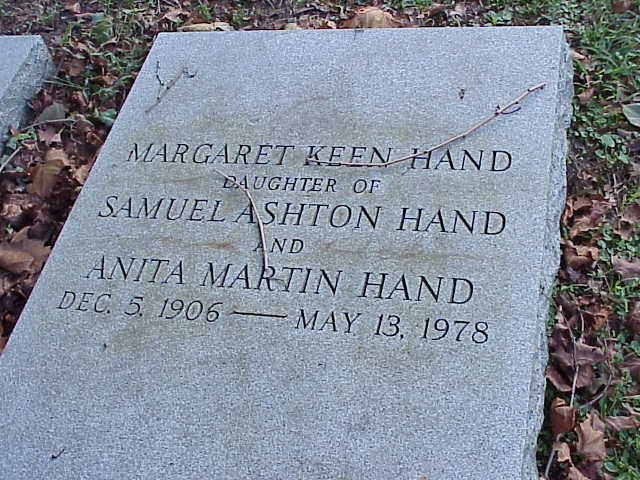 MARGARET KEEN HAND
DAUGHTER OF
SAMUEL ASHTON HAND
AND
ANITA MARTIN HAND
DEC. 5, 1906 — MAY 13, 1978